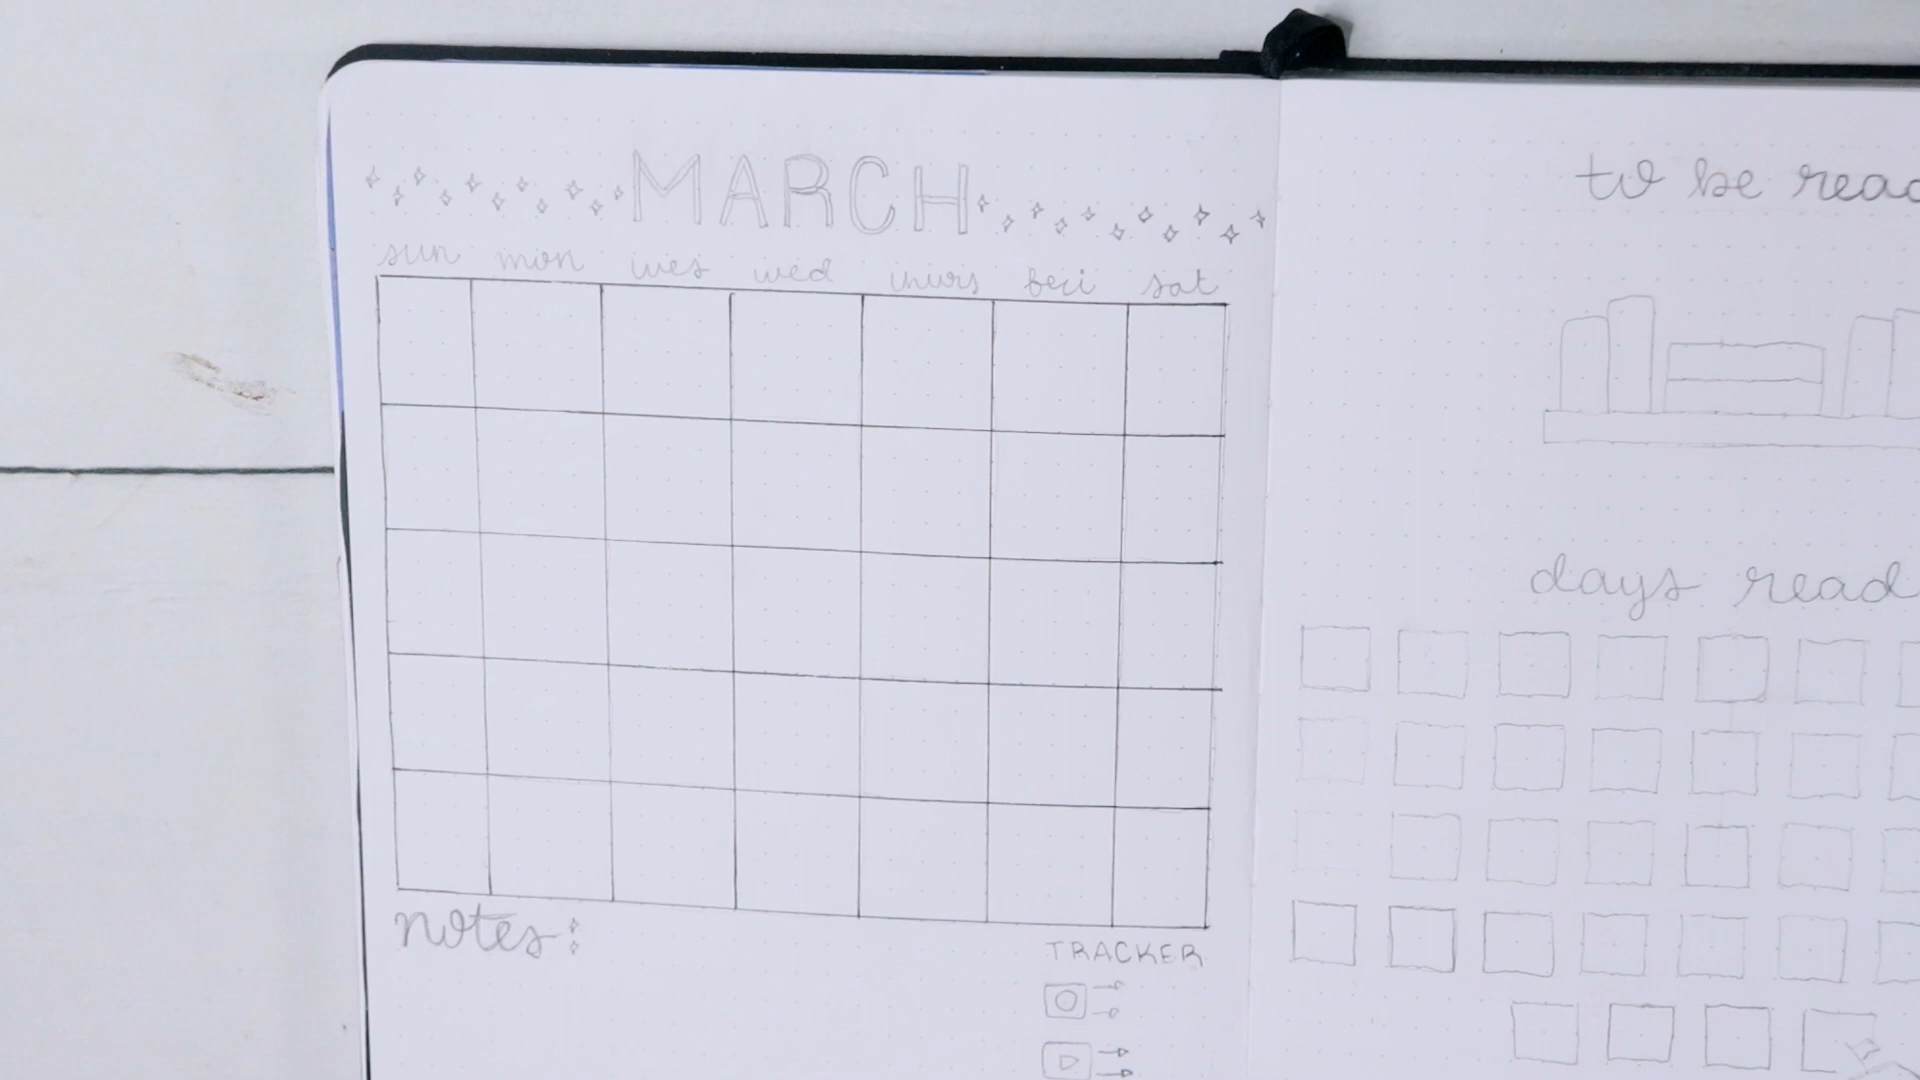 MARCH
sun mon tues wed thurs fri sat
notes:
TRACKER
to be read
days read